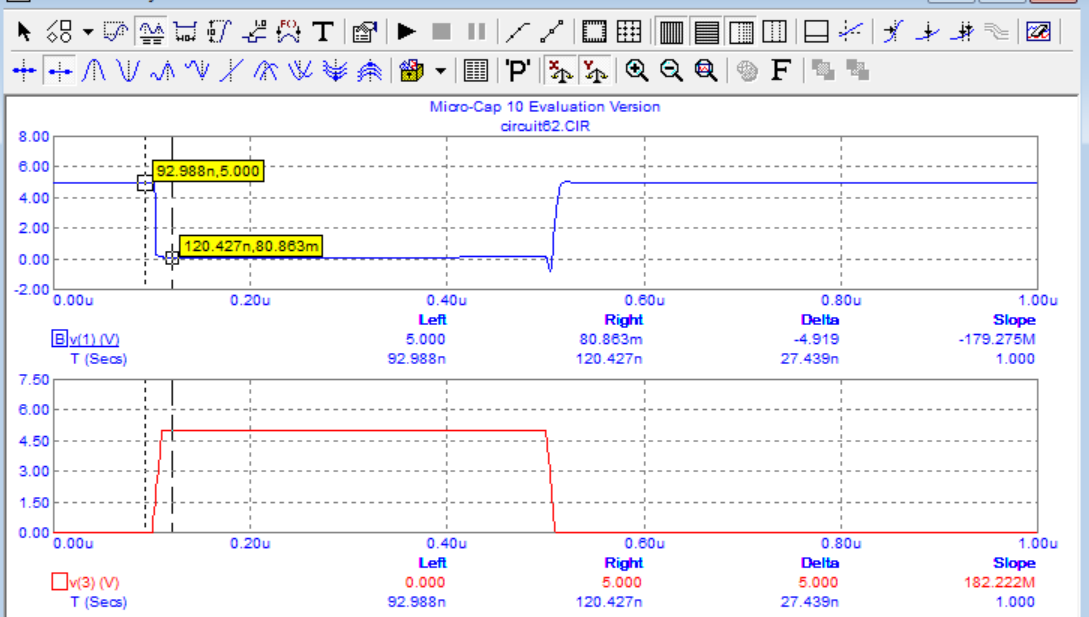 T 'P' F
Micro-Cap 10 Evaluation Version
circuit62.CIR
8.00
6.00
92.988n,5.000
4.00
2.00
120.427n,80.863m
0.00
-2.00
0.00u 0.20u 0.40u 0.60u 0.80u 1.00u
Left Right Delta Slope
B v(1) (V) 5.000 80.863m -4.919 -179.275M
T (Secs) 92.988n 120.427n 27.439n 1.000
7.50
6.00
4.50
3.00
1.50
0.00
0.00u 0.20u 0.40u 0.60u 0.80u 1.00u
Left Right Delta Slope
v(3) (V) 0.000 5.000 5.000 182.222M
T (Secs) 92.988n 120.427n 27.439n 1.000